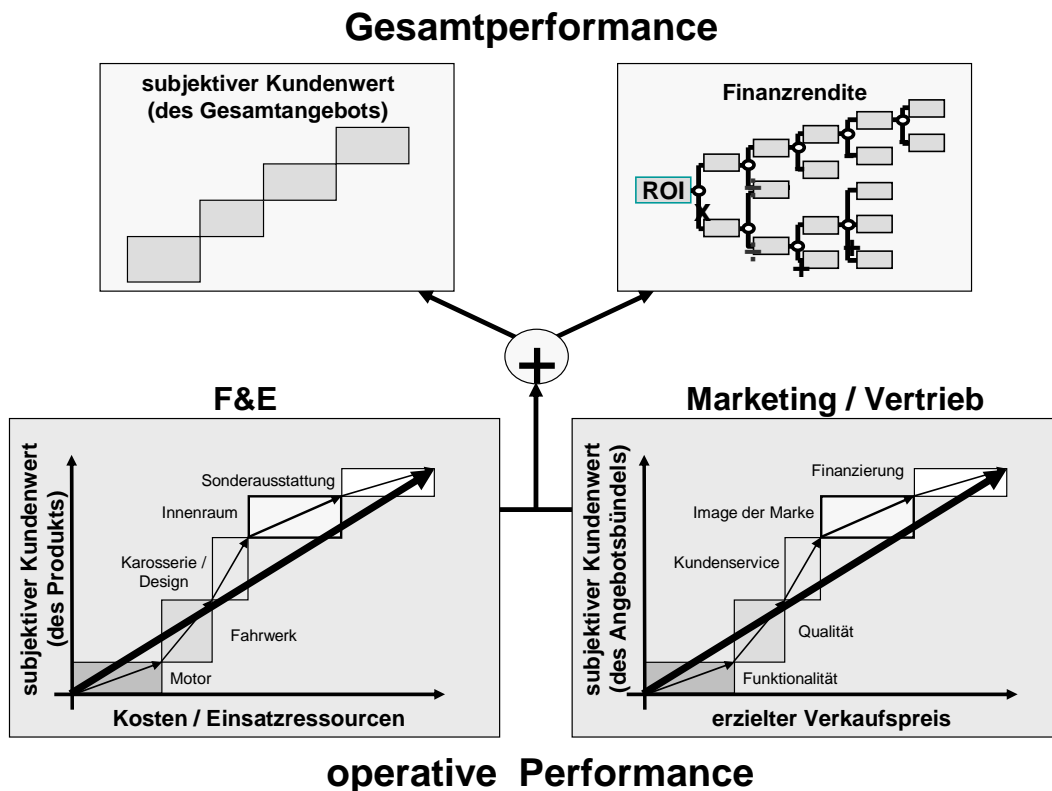 Gesamtperformance
subjektiver Kundenwert
(des Gesamtangebots)
Finanzrendite
ROI
x
+
F&E
Marketing / Vertrieb
subjektiver Kundenwert
(des Produkts)
Sonderausstattung
Innenraum
Karosserie /
Design
Fahrwerk
Motor
Kosten / Einsatzressourcen
subjektiver Kundenwert
(des Angebotsbündels)
Finanzierung
Image der Marke
Kundenservice
Qualität
Funktionalität
erzielter Verkaufspreis
operative Performance